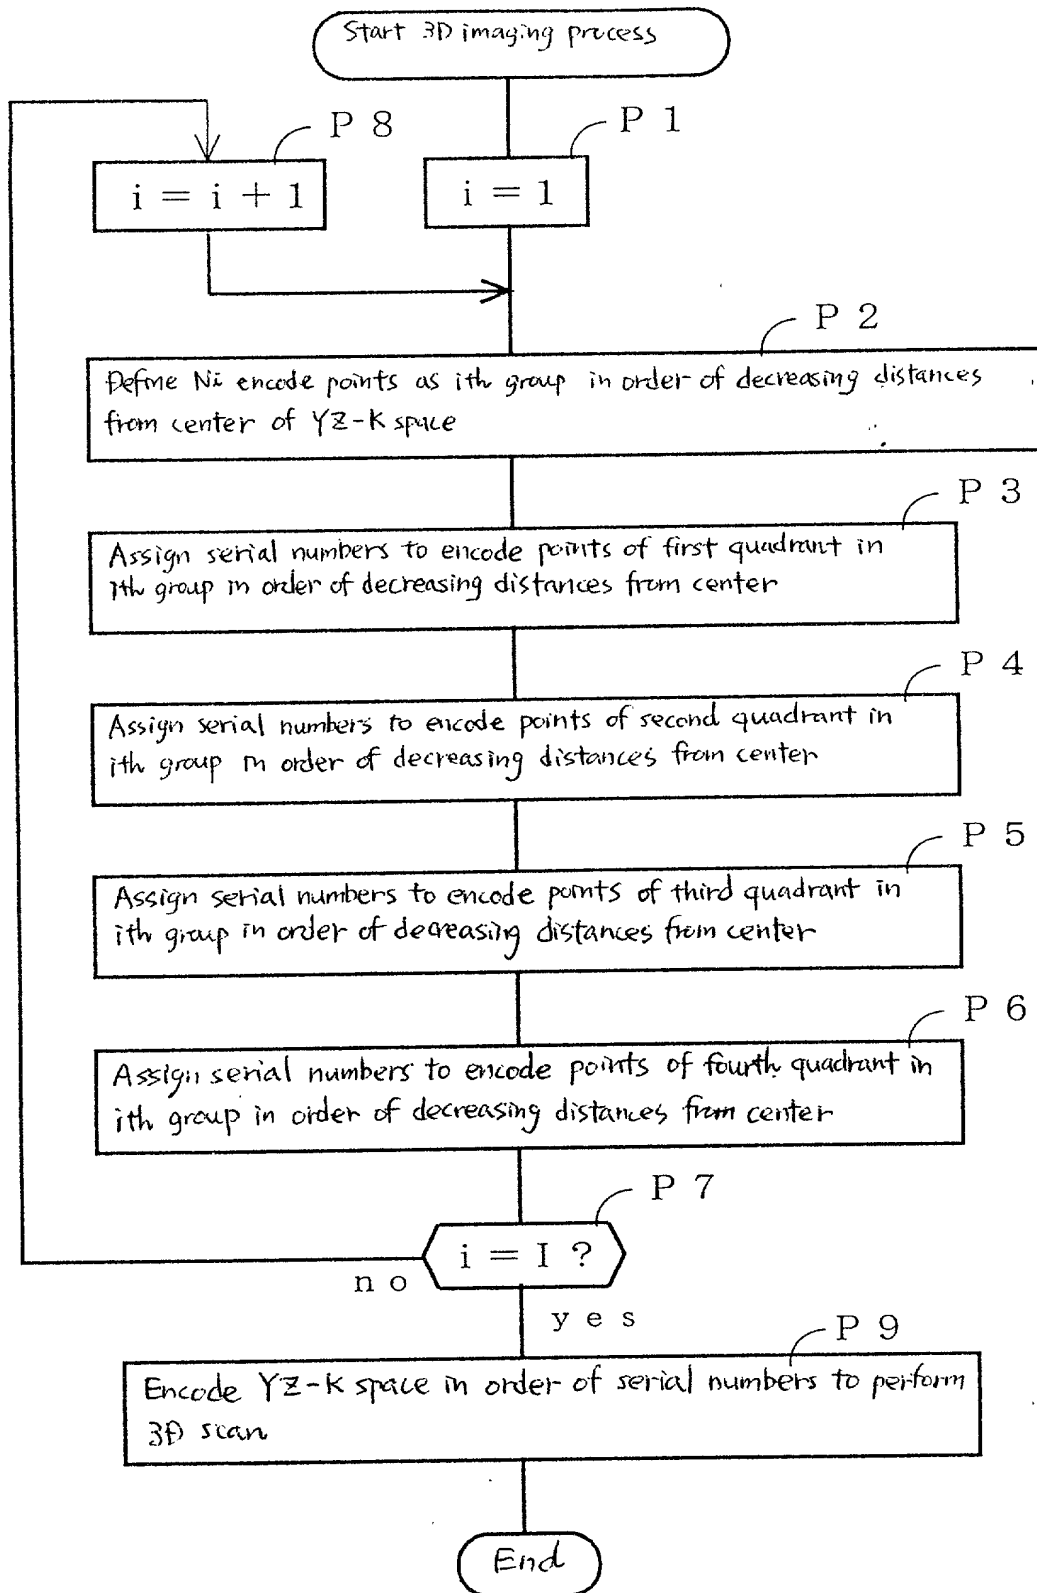 Start 3D imaging process
P 8
P 1
i = i + 1
i = 1
P 2
Define Ni encode points as ith group in order of decreasing distances
from center of YZ-K space
P 3
Assign serial numbers to encode points of first quadrant in
ith group in order of decreasing distances from center
P 4
Assign serial numbers to encode points of second quadrant in
ith group in order of decreasing distances from center
P 5
Assign serial numbers to encode points of third quadrant in
ith group in order of decreasing distances from center
P 6
Assign serial numbers to encode points of fourth quadrant in
ith group in order of decreasing distances from center
P 7
i = I ?
no
yes
P 9
Encode YZ-K space in order of serial numbers to perform
3D scan
End